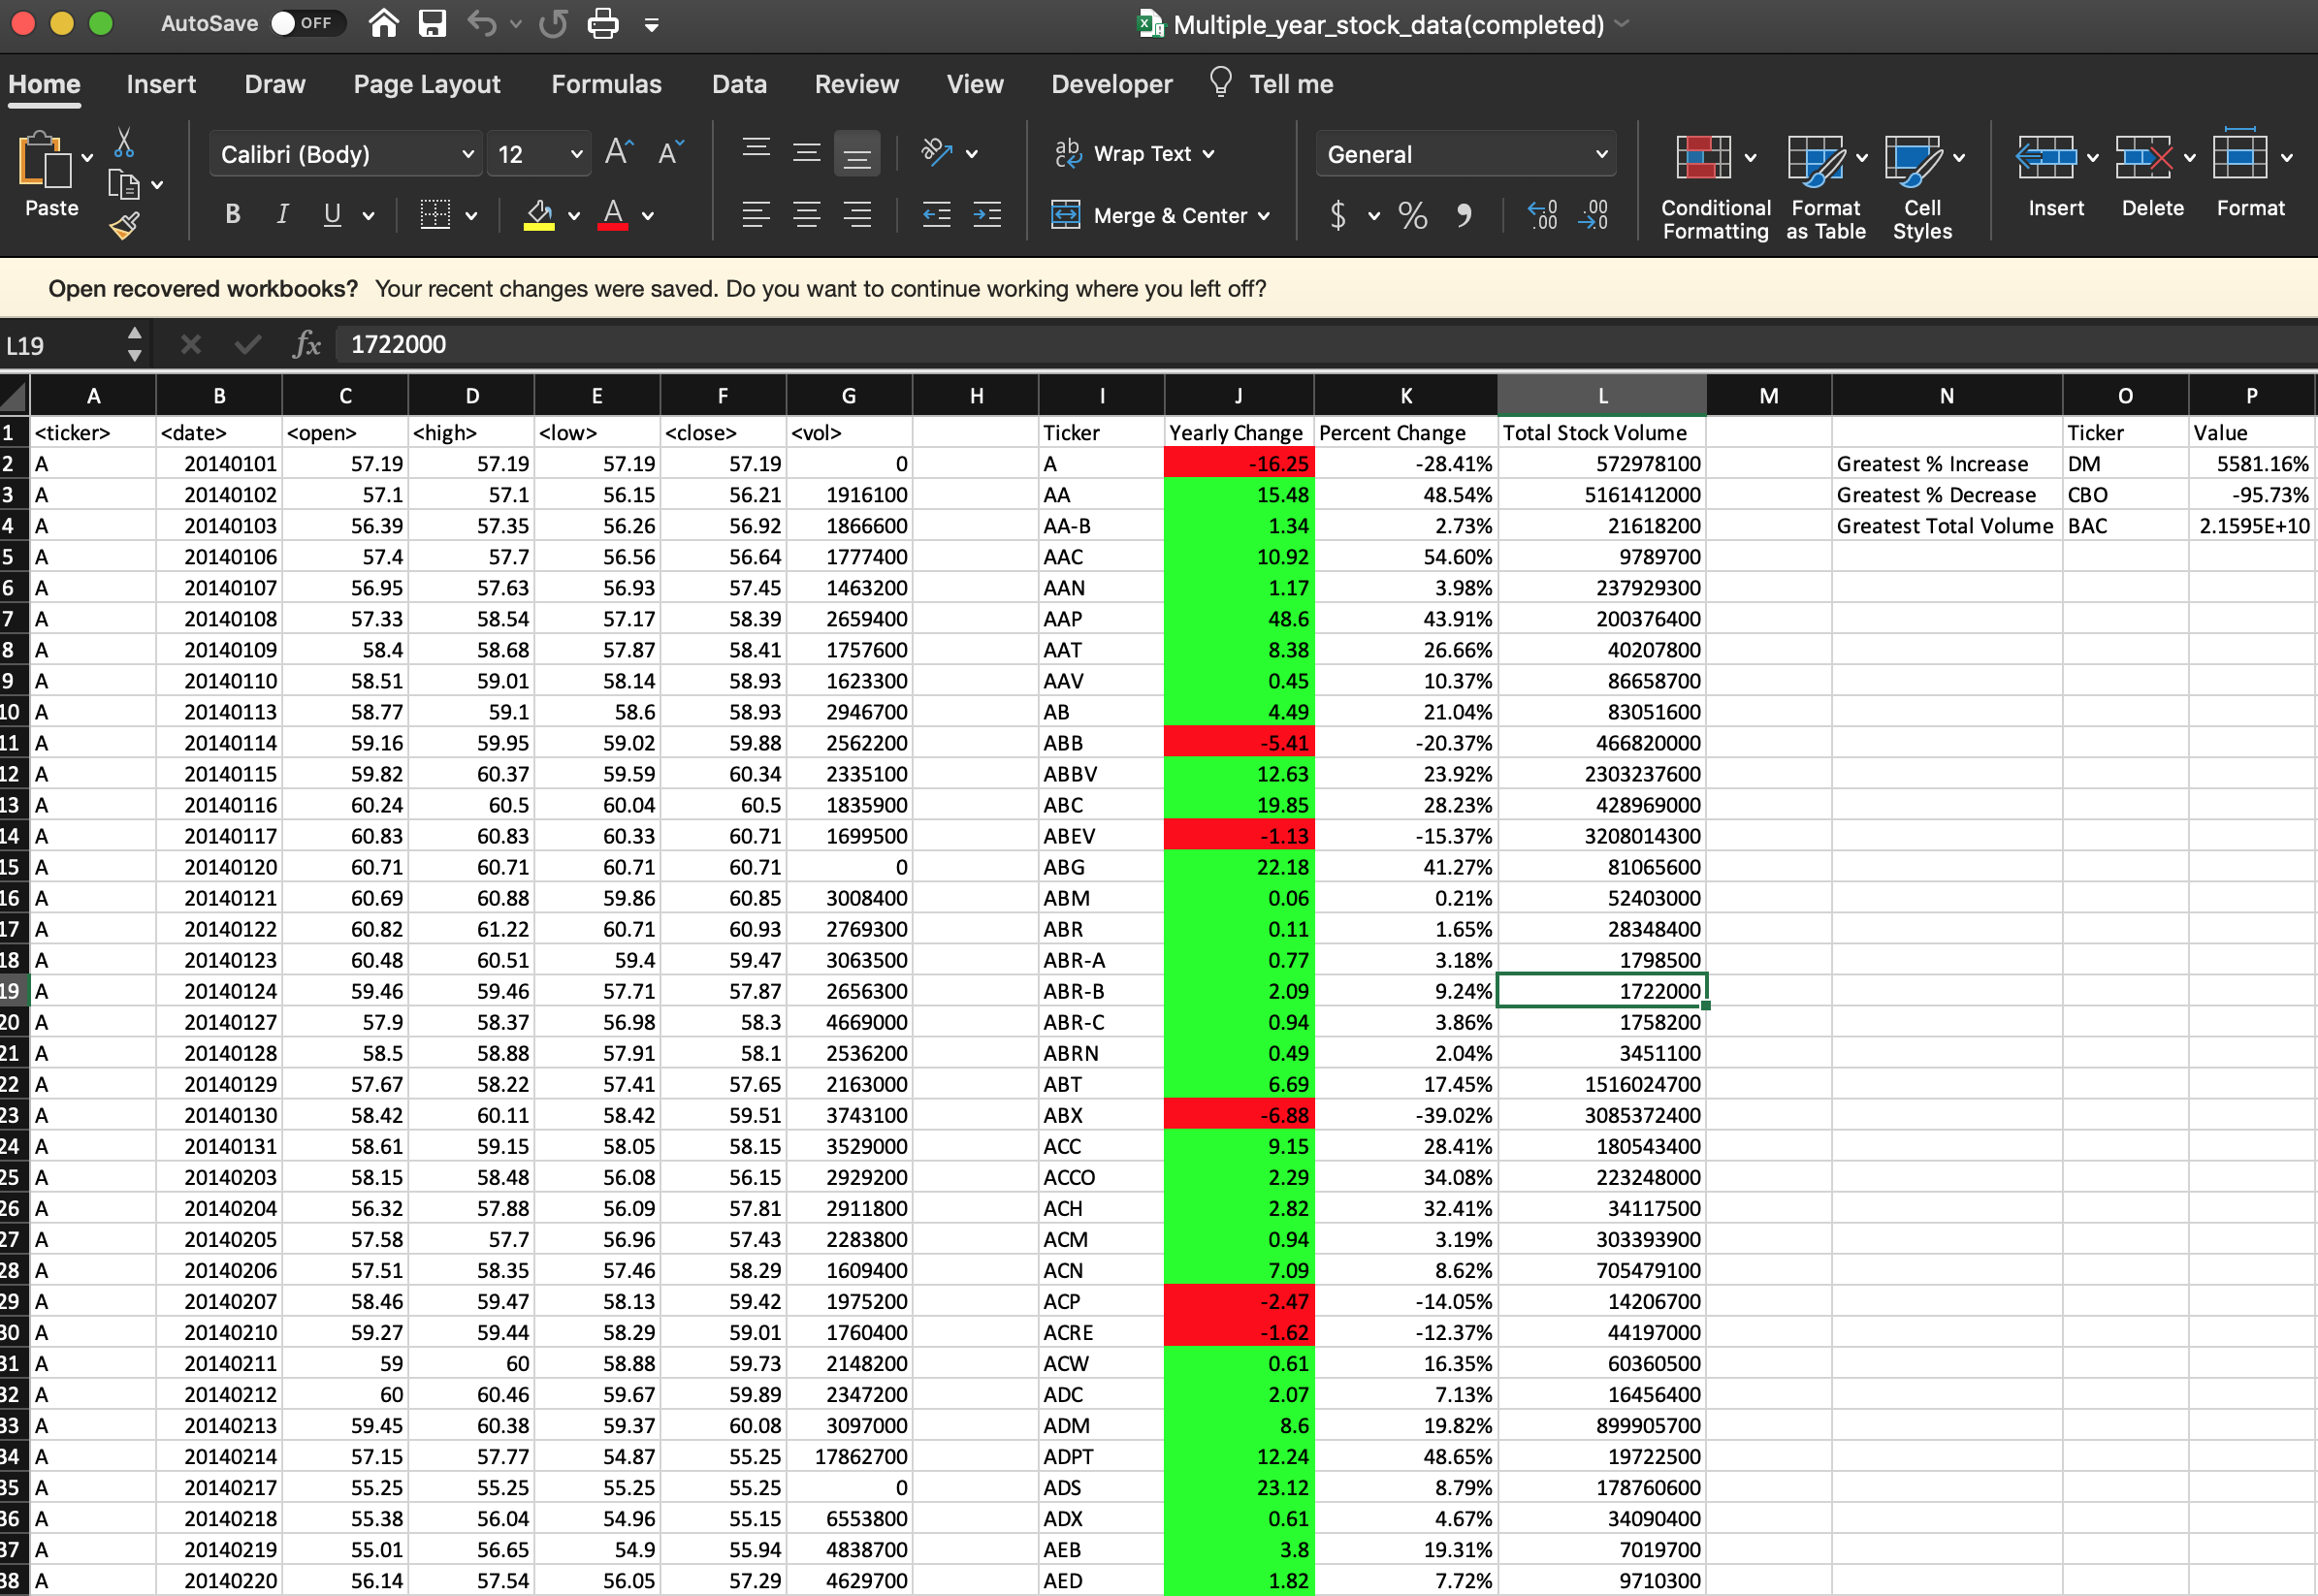 AutoSave OFF Multiple_year_stock_data(completed)
Home Insert Draw Page Layout Formulas Data Review View Developer Tell me
Paste Calibri (Body) 12 A A ab Wrap Text General
B I U A Merge & Center $ % Conditional Formatting Format as Table Cell Styles Insert Delete Format
Open recovered workbooks? Your recent changes were saved. Do you want to continue working where you left off?
L19 fx 1722000
A B C D E F G H I J K L M N O P
1 <ticker> <date> <open> <high> <low> <close> <vol> Ticker Yearly Change Percent Change Total Stock Volume Ticker Value
2 A 20140101 57.19 57.19 57.19 57.19 0 A -16.25 -28.41% 572978100 Greatest % Increase DM 5581.16%
3 A 20140102 57.1 57.1 56.15 56.21 1916100 AA 15.48 48.54% 5161412000 Greatest % Decrease CBO -95.73%
4 A 20140103 56.39 57.35 56.26 56.92 1866600 AA-B 1.34 2.73% 21618200 Greatest Total Volume BAC 2.1595E+10
5 A 20140106 57.4 57.7 56.56 56.64 1777400 AAC 10.92 54.60% 9789700
6 A 20140107 56.95 57.63 56.93 57.45 1463200 AAN 1.17 3.98% 237929300
7 A 20140108 57.33 58.54 57.17 58.39 2659400 AAP 48.6 43.91% 200376400
8 A 20140109 58.4 58.68 57.87 58.41 1757600 AAT 8.38 26.66% 40207800
9 A 20140110 58.51 59.01 58.14 58.93 1623300 AAV 0.45 10.37% 86658700
10 A 20140113 58.77 59.1 58.6 58.93 2946700 AB 4.49 21.04% 83051600
11 A 20140114 59.16 59.95 59.02 59.88 2562200 ABB -5.41 -20.37% 466820000
12 A 20140115 59.82 60.37 59.59 60.34 2335100 ABBV 12.63 23.92% 2303237600
13 A 20140116 60.24 60.5 60.04 60.5 1835900 ABC 19.85 28.23% 428969000
14 A 20140117 60.83 60.83 60.33 60.71 1699500 ABEV -1.13 -15.37% 3208014300
15 A 20140120 60.71 60.71 60.71 60.71 0 ABG 22.18 41.27% 81065600
16 A 20140121 60.69 60.88 59.86 60.85 3008400 ABM 0.06 0.21% 52403000
17 A 20140122 60.82 61.22 60.71 60.93 2769300 ABR 0.11 1.65% 28348400
18 A 20140123 60.48 60.51 59.4 59.47 3063500 ABR-A 0.77 3.18% 1798500
19 A 20140124 59.46 59.46 57.71 57.87 2656300 ABR-B 2.09 9.24% 1722000
20 A 20140127 57.9 58.37 56.98 58.3 4669000 ABR-C 0.94 3.86% 1758200
21 A 20140128 58.5 58.88 57.91 58.1 2536200 ABRN 0.49 2.04% 3451100
22 A 20140129 57.67 58.22 57.41 57.65 2163000 ABT 6.69 17.45% 1516024700
23 A 20140130 58.42 60.11 58.42 59.51 3743100 ABX -6.88 -39.02% 3085372400
24 A 20140131 58.61 59.15 58.05 58.15 3529000 ACC 9.15 28.41% 180543400
25 A 20140203 58.15 58.48 56.08 56.15 2929200 ACCO 2.29 34.08% 223248000
26 A 20140204 56.32 57.88 56.09 57.81 2911800 ACH 2.82 32.41% 34117500
27 A 20140205 57.58 57.7 56.96 57.43 2283800 ACM 0.94 3.19% 303393900
28 A 20140206 57.51 58.35 57.46 58.29 1609400 ACN 7.09 8.62% 705479100
29 A 20140207 58.46 59.47 58.13 59.42 1975200 ACP -2.47 -14.05% 14206700
30 A 20140210 59.27 59.44 58.29 59.01 1760400 ACRE -1.62 -12.37% 44197000
31 A 20140211 59 60 58.88 59.73 2148200 ACW 0.61 16.35% 60360500
32 A 20140212 60 60.46 59.67 59.89 2347200 ADC 2.07 7.13% 16456400
33 A 20140213 59.45 60.38 59.37 60.08 3097000 ADM 8.6 19.82% 899905700
34 A 20140214 57.15 57.77 54.87 55.25 17862700 ADPT 12.24 48.65% 19722500
35 A 20140217 55.25 55.25 55.25 55.25 0 ADS 23.12 8.79% 178760600
36 A 20140218 55.38 56.04 54.96 55.15 6553800 ADX 0.61 4.67% 34090400
37 A 20140219 55.01 56.65 54.9 55.94 4838700 AEB 3.8 19.31% 7019700
38 A 20140220 56.14 57.54 56.05 57.29 4629700 AED 1.82 7.72% 9710300